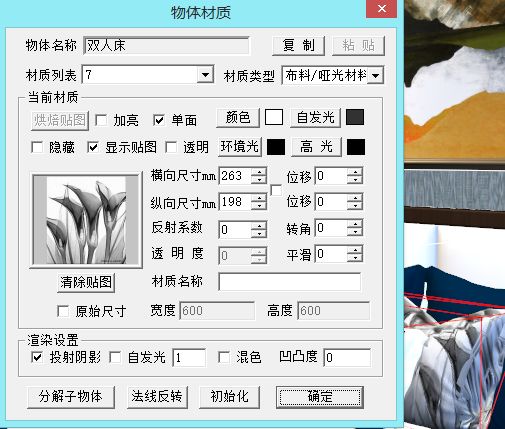 物体材质
物体名称 双人床 复 制 粘 贴
材质列表 7 材质类型 布料/哑光材料
当前材质
烘焙贴图 加亮 单面 颜色 自发光
隐藏 显示贴图 透明 环境光 高 光
横向尺寸mm 263 位移 0
纵向尺寸mm 198 位移 0
反射系数 0 转角 0
透 明 度 0 平滑 0
清除贴图 材质名称
原始尺寸 宽度 600 高度 600
渲染设置
投射阴影 自发光 1 混色 凹凸度 0
分解子物体 法线反转 初始化 确定